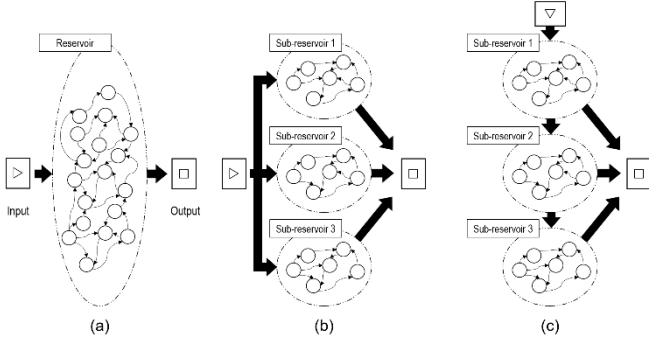 Reservoir
Input
Output
(a)
Sub-reservoir 1
Sub-reservoir 2
Sub-reservoir 3
(b)
Sub-reservoir 1
Sub-reservoir 2
Sub-reservoir 3
(c)